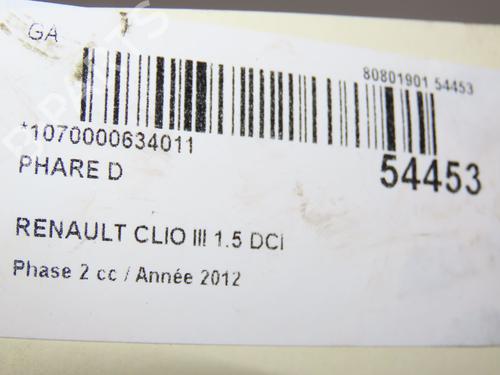 GA
80801901 54453
*1070000634011
PHARE D
54453
RENAULT CLIO III 1.5 DCI
Phase 2 cc / Année 2012